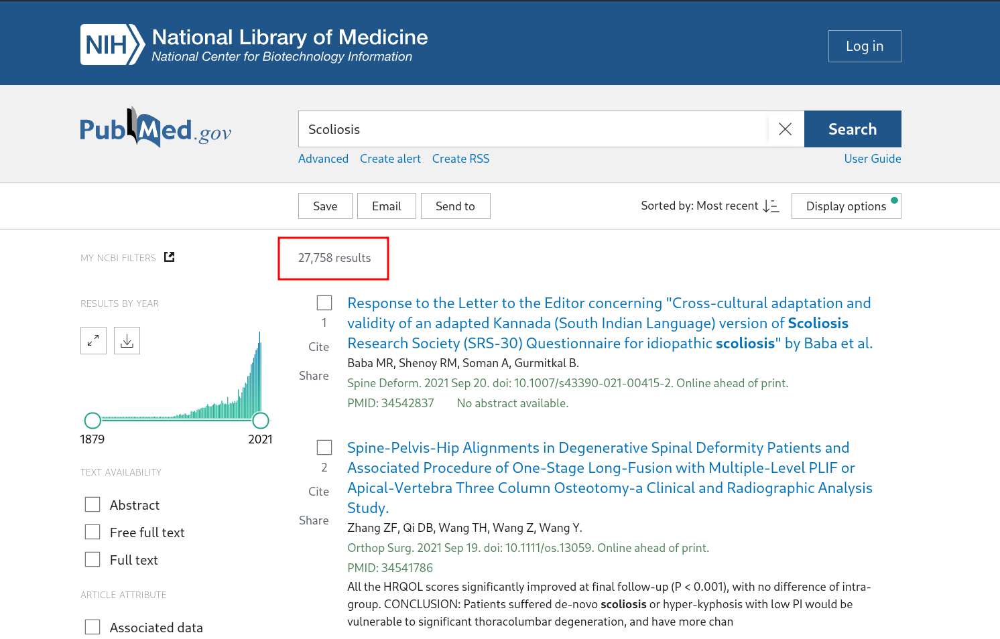 NIH National Library of Medicine
National Center for Biotechnology Information
Log in
PubMed.gov
Scoliosis
Search
Advanced Create alert Create RSS User Guide
Save Email Send to Sorted by: Most recent Display options
MY NCBI FILTERS
27,758 results
RESULTS BY YEAR
1879 2021
TEXT AVAILABILITY
Abstract
Free full text
Full text
ARTICLE ATTRIBUTE
Associated data
1
Cite
Share
Response to the Letter to the Editor concerning "Cross-cultural adaptation and
validity of an adapted Kannada (South Indian Language) version of Scoliosis
Research Society (SRS-30) Questionnaire for idiopathic scoliosis" by Baba et al.
Baba MR, Shenoy RM, Soman A, Gurmitkal B.
Spine Deform. 2021 Sep 20. doi: 10.1007/s43390-021-00415-2. Online ahead of print.
PMID: 34542837 No abstract available.
2
Cite
Share
Spine-Pelvis-Hip Alignments in Degenerative Spinal Deformity Patients and
Associated Procedure of One-Stage Long-Fusion with Multiple-Level PLIF or
Apical-Vertebra Three Column Osteotomy-a Clinical and Radiographic Analysis
Study.
Zhang ZF, Qi DB, Wang TH, Wang Z, Wang Y.
Orthop Surg. 2021 Sep 19. doi: 10.1111/os.13059. Online ahead of print.
PMID: 34541786
All the HRQOL scores significantly improved at final follow-up (P < 0.001), with no difference of intra-
group. CONCLUSION: Patients suffered de-novo scoliosis or hyper-kyphosis with low PI would be
vulnerable to significant thoracolumbar degeneration, and have more chan